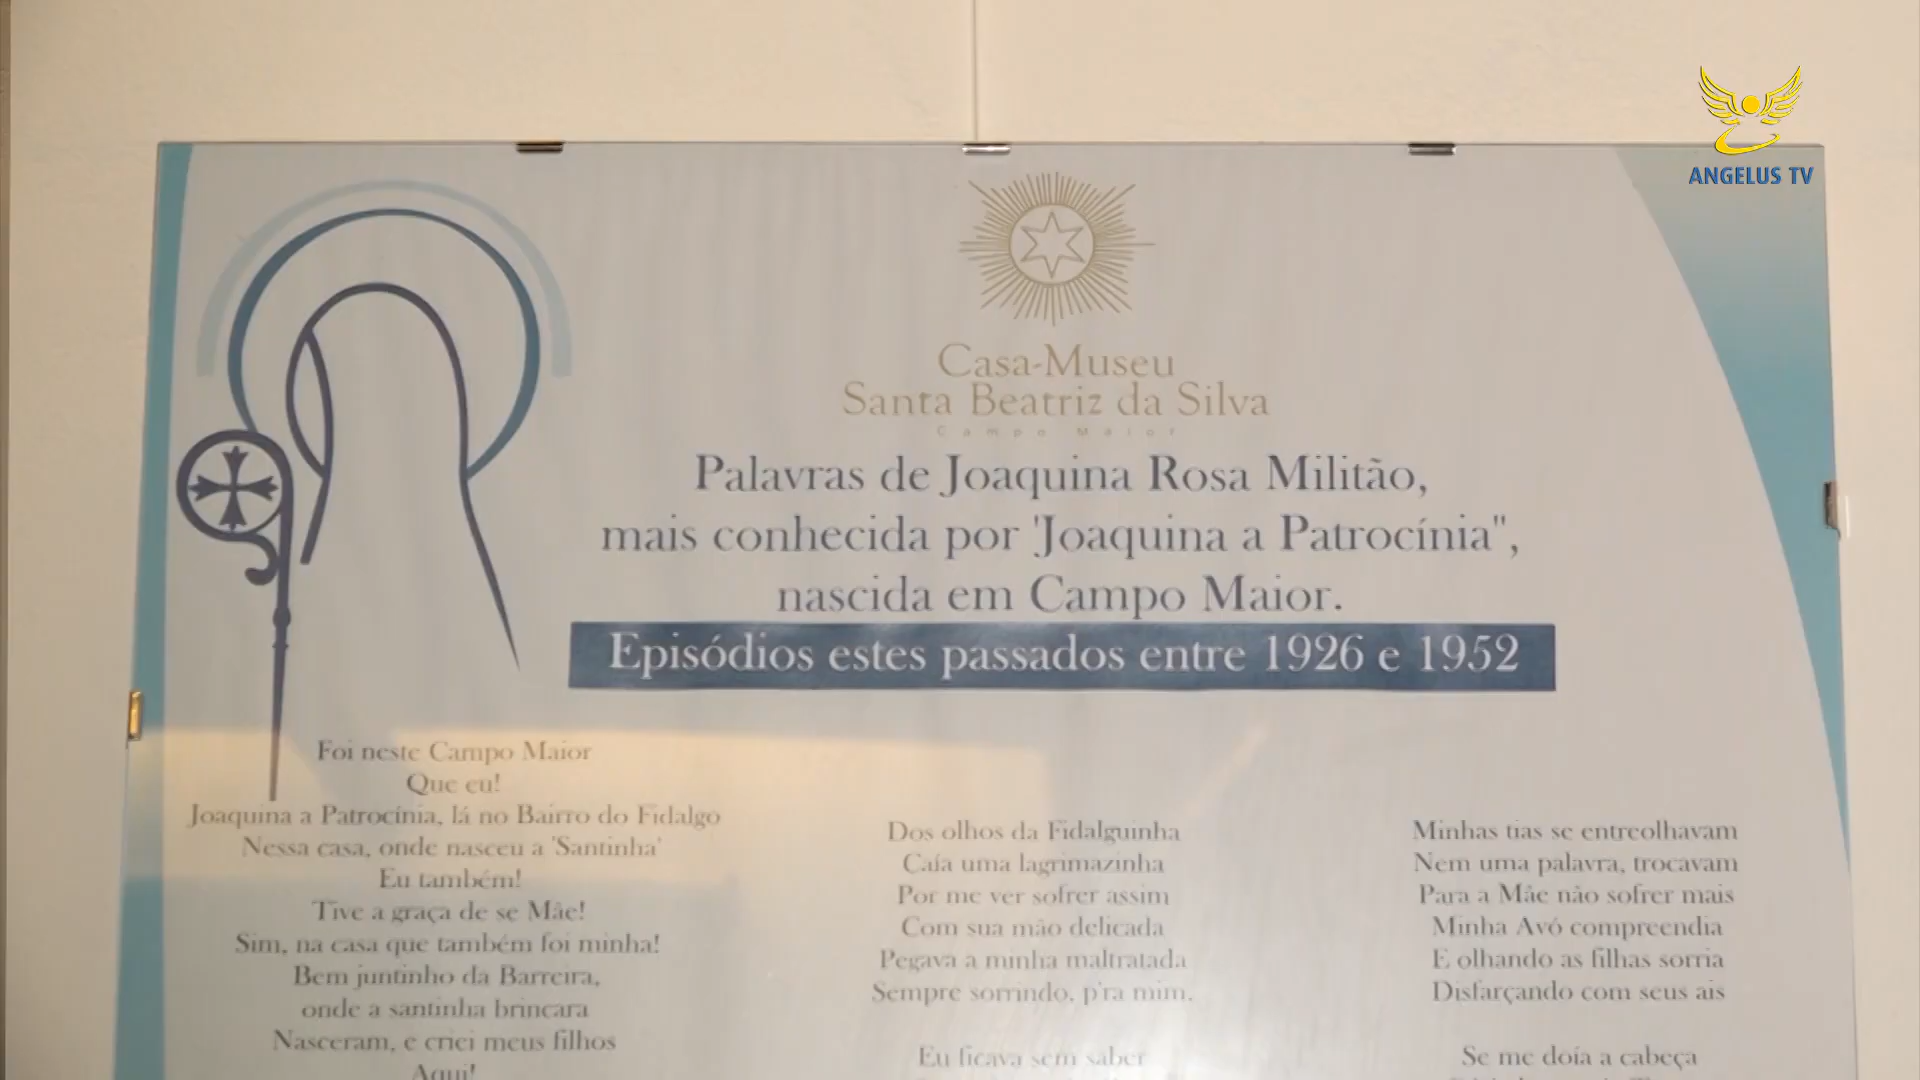 ANGELUS TV
Casa-Museu
Santa Beatriz da Silva
Campo Maior
Palavras de Joaquina Rosa Militão,
mais conhecida por 'Joaquina a Patrocínia",
nascida em Campo Maior.
Episódios estes passados entre 1926 e 1952
Foi neste Campo Maior
Que eu!
Joaquina a Patrocínia, lá no Bairro do Fidalgo
Nessa casa, onde nasceu a 'Santinha'
Eu também!
Tive a graça de se Mãe!
Sim, na casa que também foi minha!
Bem juntinho da Barreira,
onde a santinha brincara
Nasceram, e criei meus filhos
Aqui!
Dos olhos da Fidalguinha
Caía uma lagrimazinha
Por me ver sofrer assim
Com sua mão delicada
Pegava a minha maltratada
Sempre sorrindo, p'ra mim.
Eu ficava sem saber
Minhas tias se entreolhavam
Nem uma palavra, trocavam
Para a Mãe não sofrer mais
Minha Avó compreendia
E olhando as filhas sorria
Disfarçando com seus ais
Se me doía a cabeça